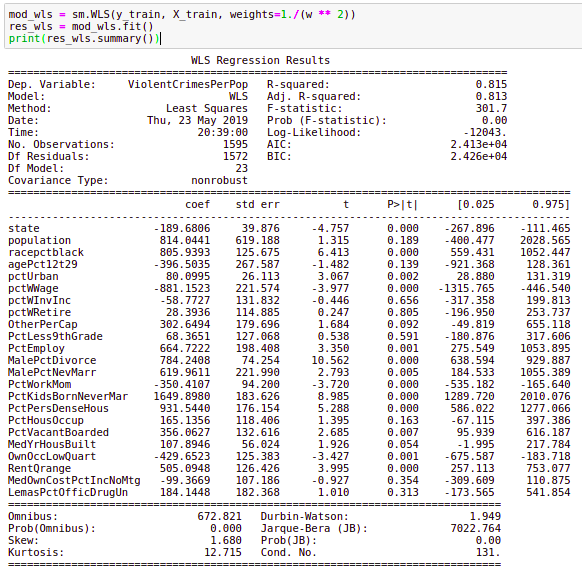 mod_wls = sm.WLS(y_train, X_train, weights=1./(w ** 2))
res_wls = mod_wls.fit()
print(res_wls.summary())
WLS Regression Results
==============================================================================
Dep. Variable: ViolentCrimesPerPop R-squared: 0.815
Model: WLS Adj. R-squared: 0.813
Method: Least Squares F-statistic: 301.7
Date: Thu, 23 May 2019 Prob (F-statistic): 0.00
Time: 20:39:00 Log-Likelihood: -12043.
No. Observations: 1595 AIC: 2.413e+04
Df Residuals: 1572 BIC: 2.426e+04
Df Model: 23
Covariance Type: nonrobust
==============================================================================
coef std err t P>|t| [0.025 0.975]
------------------------------------------------------------------------------
state -189.6806 39.876 -4.757 0.000 -267.896 -111.465
population 814.0441 619.188 1.315 0.189 -400.477 2028.565
racepctblack 805.9393 125.675 6.413 0.000 559.431 1052.447
agePct12t29 -396.5035 267.587 -1.482 0.139 -921.368 128.361
pctUrban 80.0995 26.113 3.067 0.002 28.880 131.319
pctWWage -881.1523 221.574 -3.977 0.000 -1315.765 -446.540
pctWInvInc -58.7727 131.832 -0.446 0.656 -317.358 199.813
pctWRetire 28.3936 114.885 0.247 0.805 -196.950 253.737
OtherPerCap 302.6494 179.696 1.684 0.092 -49.819 655.118
PctLess9thGrade 68.3651 127.068 0.538 0.591 -180.876 317.606
PctEmploy 664.7222 198.408 3.350 0.001 275.549 1053.895
MalePctDivorce 784.2408 74.254 10.562 0.000 638.594 929.887
MalePctNevMarr 619.9611 221.990 2.793 0.005 184.533 1055.389
PctWorkMom -350.4107 94.200 -3.720 0.000 -535.182 -165.640
PctKidsBornNeverMar 1649.8980 183.626 8.985 0.000 1289.720 2010.076
PctPersDenseHous 931.5440 176.154 5.288 0.000 586.022 1277.066
PctHousOccup 165.1356 118.406 1.395 0.163 -67.115 397.386
PctVacantBoarded 356.0627 132.616 2.685 0.007 95.939 616.187
MedYrHousBuilt 107.8946 56.024 1.926 0.054 -1.995 217.784
OwnOccLowQuart -429.6523 125.383 -3.427 0.001 -675.587 -183.718
RentQrange 505.0948 126.426 3.995 0.000 257.113 753.077
MedOwnCostPctIncNoMtg -99.3669 107.186 -0.927 0.354 -309.609 110.875
LemasPctOfficDrugUn 184.1448 182.368 1.010 0.313 -173.565 541.854
==============================================================================
Omnibus: 672.821 Durbin-Watson: 1.949
Prob(Omnibus): 0.000 Jarque-Bera (JB): 7022.764
Skew: 1.680 Prob(JB): 0.00
Kurtosis: 12.715 Cond. No. 131.
==============================================================================